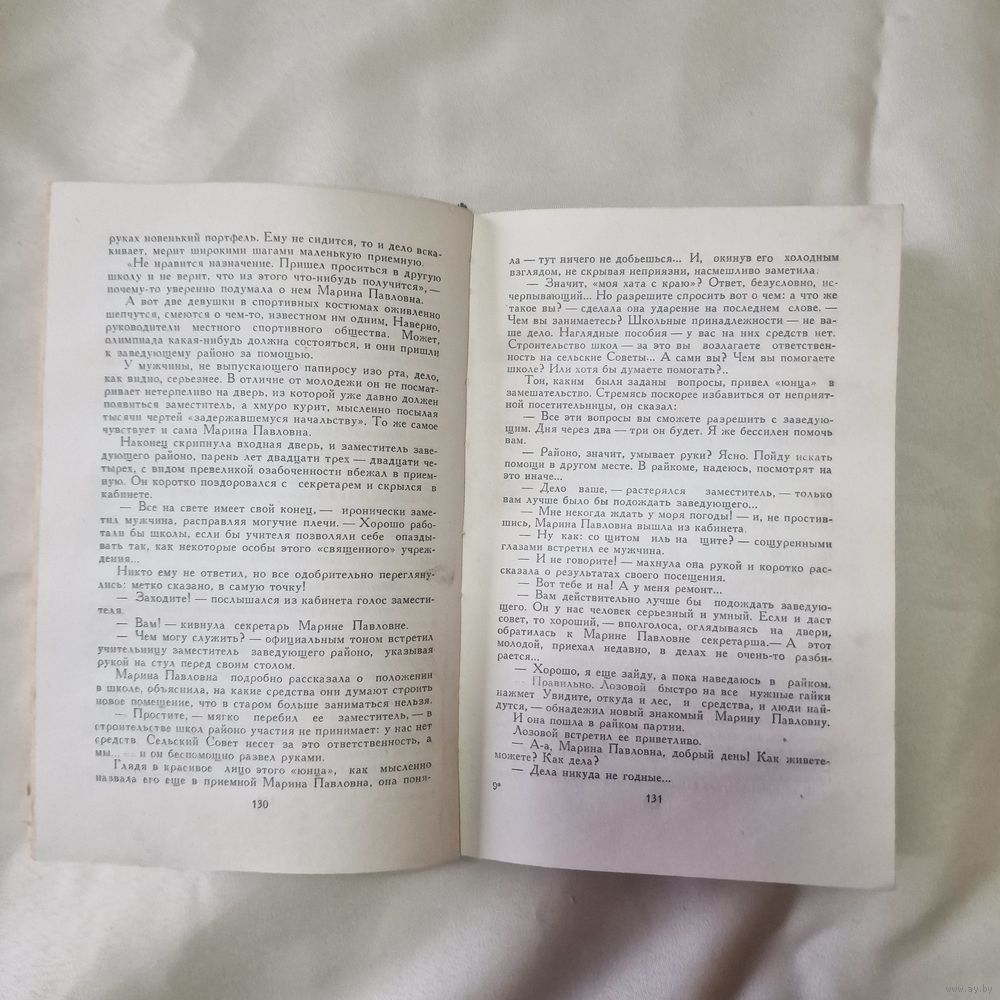 руках новенький портфель. Ему не сидится, то и дело вска-
кивает, мерит широкими шагами маленькую приемную.
«Не нравится назначение. Пришел проситься в другую
школу и не верит, что из этого что-нибудь получится», —
почему-то уверенно подумала о нем Марина Павловна.
А вот две девушки в спортивных костюмах оживленно
шепчутся, смеются о чем-то, известном им одним. Наверно,
руководители местного спортивного общества. Может,
олимпиада какая-нибудь должна состояться, и они пришли
к заведующему районо за помощью.
У мужчины, не выпускающего папиросу изо рта, дело,
как видно, серьезнее. В отличие от молодежи он не посмат-
ривает нетерпеливо на дверь, из которой уже давно должен
появиться заместитель, а хмуро курит, мысленно посылая
тысячи чертей «задержавшемуся начальству». То же самое
чувствует и сама Марина Павловна.
Наконец скрипнула входная дверь, и заместитель заве-
дующего районо, парень лет двадцати трех — двадцати че-
тырех, с видом превеликой озабоченности вбежал в прием-
ную. Он коротко поздоровался с секретарем и скрылся в
кабинете.
— Все на свете имеет свой конец, — иронически заме-
тил мужчина, расправляя могучие плечи. — Хорошо рабо-
тали бы школы, если бы учителя позволяли себе опазды-
вать так, как некоторые особы этого «священного» учреж-
дения...
Никто ему не ответил, но все одобрительно перегляну-
лись: метко сказано, в самую точку!
— Заходите! — послышался из кабинета голос замести-
теля.
— Вам! — кивнула секретарь Марине Павловне.
— Чем могу служить? — официальным тоном встретил
учительницу заместитель заведующего районо, указывая
рукой на стул перед своим столом.
Марина Павловна подробно рассказала о положении
в школе, объяснила, на какие средства они думают строить
новое помещение, что в старом больше заниматься нельзя.
— Простите, — мягко перебил ее заместитель, — в
строительстве школ районо участия не принимает: у нас нет
средств. Сельский Совет несет за это ответственность, а
мы... — и он беспомощно развел руками.
Глядя в красивое лицо этого «юнца», как мысленно
назвала его еще в приемной Марина Павловна, она поня-
130
ла — тут ничего не добьешься... И, окинув его холодным
взглядом, не скрывая неприязни, насмешливо заметила:
— Значит, «моя хата с краю»? Ответ, безусловно, ис-
черпывающий... Но разрешите спросить вот о чем: а что же
такое вы? — сделала она ударение на последнем слове. —
Чем вы занимаетесь? Школьные принадлежности — не ва-
ше дело. Наглядные пособия — у вас на них средств нет.
Строительство школ — за это вы возлагаете ответствен-
ность на сельские Советы... А сами вы? Чем вы помогаете
школе? Или хотя бы думаете помогать?..
Тон, каким были заданы вопросы, привел «юнца» в
замешательство. Стремясь поскорее избавиться от неприят-
ной посетительницы, он сказал:
— Все эти вопросы вы сможете разрешить с заведую-
щим. Дня через два — три он будет. Я же бессилен помочь
вам.
— Районо, значит, умывает руки? Ясно. Пойду искать
помощи в другом месте. В райкоме, надеюсь, посмотрят на
это иначе...
— Дело ваше, — растерялся заместитель, — только
вам лучше было бы подождать заведующего...
— Мне некогда ждать у моря погоды! — и, не простив-
шись, Марина Павловна вышла из кабинета.
— Ну как: со щитом иль на щите? — сощуренными
глазами встретил ее мужчина.
— И не говорите! — махнула она рукой и коротко рас-
сказала о результатах своего посещения.
— Вот тебе и на! А у меня ремонт...
— Вам действительно лучше бы подождать заведую-
щего. Он у нас человек серьезный и умный. Если и даст
совет, то хороший, — вполголоса, оглядываясь на двери,
обратилась к Марине Павловне секретарша.— А этот
молодой, приехал недавно, в делах не очень-то разби-
рается...
— Хорошо, я еще зайду, а пока наведаюсь в райком.
— Правильно. Лозовой быстро на все нужные гайки
нажмет Увидите, откуда и лес, и средства, и люди най-
дутся, — обнадежил новый знакомый Марину Павловну.
И она пошла в райком партии.
Лозовой встретил ее приветливо.
— А-а, Марина Павловна, добрый день! Как живете-
можете? Как дела?
— Дела никуда не годные...
9*
131
www.ay.by